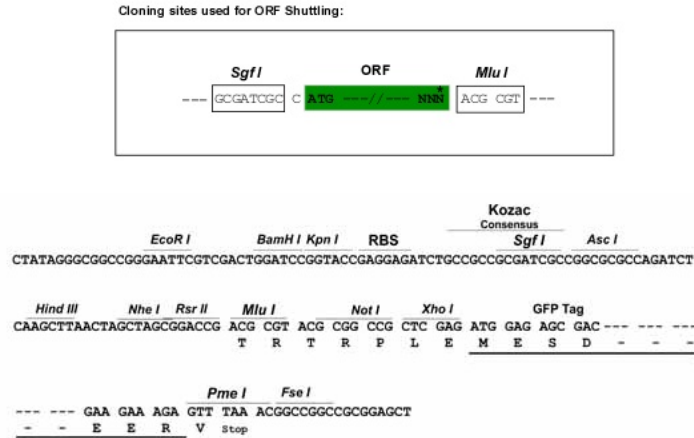 Cloning sites used for ORF Shuttling:
Sgf I ORF Mlu I
--- GCGATCGC C ATG ---//--- NNN* ACG CGT ---
Kozac
Consensus
EcoR I BamH I Kpn I RBS Sgf I Asc I
CTATAGGGCGGCCGGGAATTCGTCGACTGGATCCGGTACCGAGGAGATCTGCCGCCGCGATCGCCGGCGCGCCAGATCT
Hind III Nhe I Rsr II Mlu I Not I Xho I GFP Tag
CAAGCTTAACTAGCTAGCGGACCG ACG CGT ACG CGG CCG CTC GAG ATG GAG AGC GAC --- --- ---
T R T R P L E M E S D - - -
Pme I Fse I
--- --- GAA GAA AGA GTT TAA ACGGCCGGCCGCGGAGCT
- - E E R V Stop